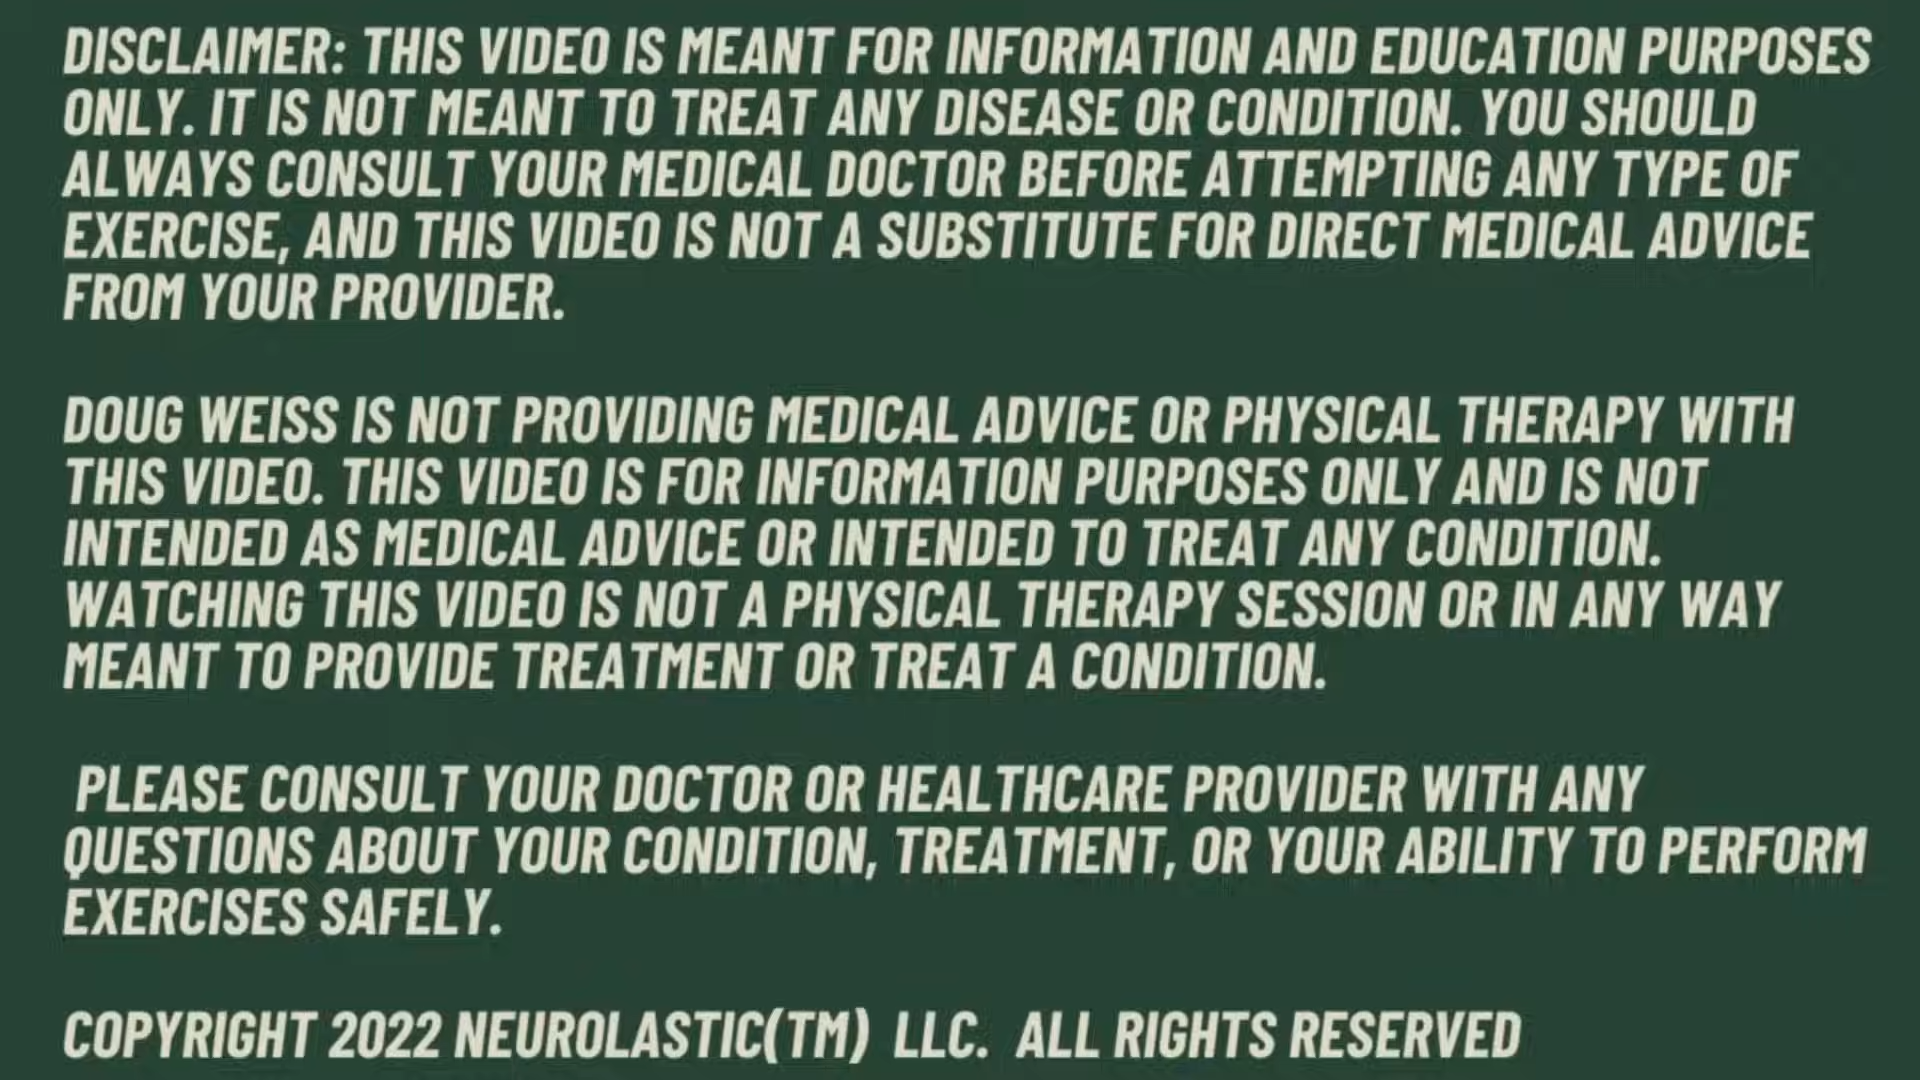 DISCLAIMER: THIS VIDEO IS MEANT FOR INFORMATION AND EDUCATION PURPOSES
ONLY. IT IS NOT MEANT TO TREAT ANY DISEASE OR CONDITION. YOU SHOULD
ALWAYS CONSULT YOUR MEDICAL DOCTOR BEFORE ATTEMPTING ANY TYPE OF
EXERCISE, AND THIS VIDEO IS NOT A SUBSTITUTE FOR DIRECT MEDICAL ADVICE
FROM YOUR PROVIDER.
DOUG WEISS IS NOT PROVIDING MEDICAL ADVICE OR PHYSICAL THERAPY WITH
THIS VIDEO. THIS VIDEO IS FOR INFORMATION PURPOSES ONLY AND IS NOT
INTENDED AS MEDICAL ADVICE OR INTENDED TO TREAT ANY CONDITION.
WATCHING THIS VIDEO IS NOT A PHYSICAL THERAPY SESSION OR IN ANY WAY
MEANT TO PROVIDE TREATMENT OR TREAT A CONDITION.
PLEASE CONSULT YOUR DOCTOR OR HEALTHCARE PROVIDER WITH ANY
QUESTIONS ABOUT YOUR CONDITION, TREATMENT, OR YOUR ABILITY TO PERFORM
EXERCISES SAFELY.
COPYRIGHT 2022 NEUROLASTIC(TM) LLC. ALL RIGHTS RESERVED